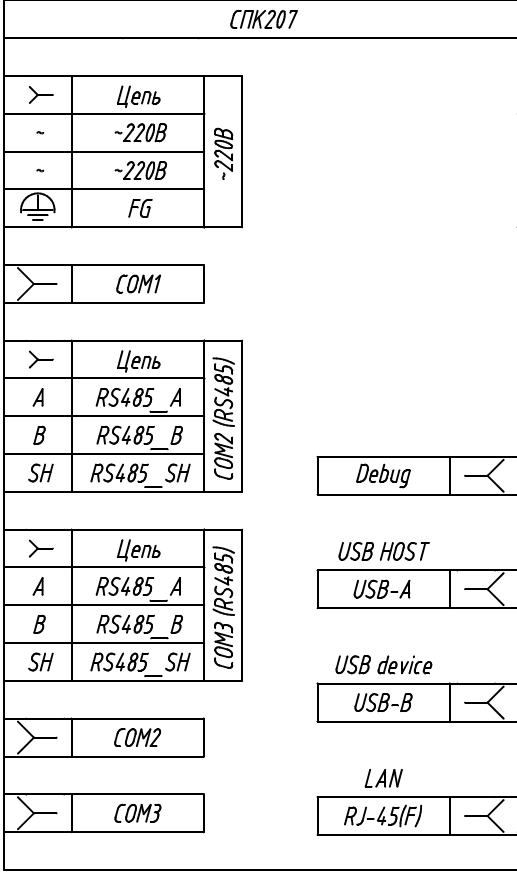 СПК207
Цепь
~ ~220В
~ ~220В
FG
~220В
COM1
Цепь
A RS485_A
B RS485_B
SH RS485_SH
COM2 (RS485)
Debug
Цепь
A RS485_A
B RS485_B
SH RS485_SH
COM3 (RS485)
USB HOST
USB-A
USB device
USB-B
COM2
LAN
COM3
RJ-45(F)